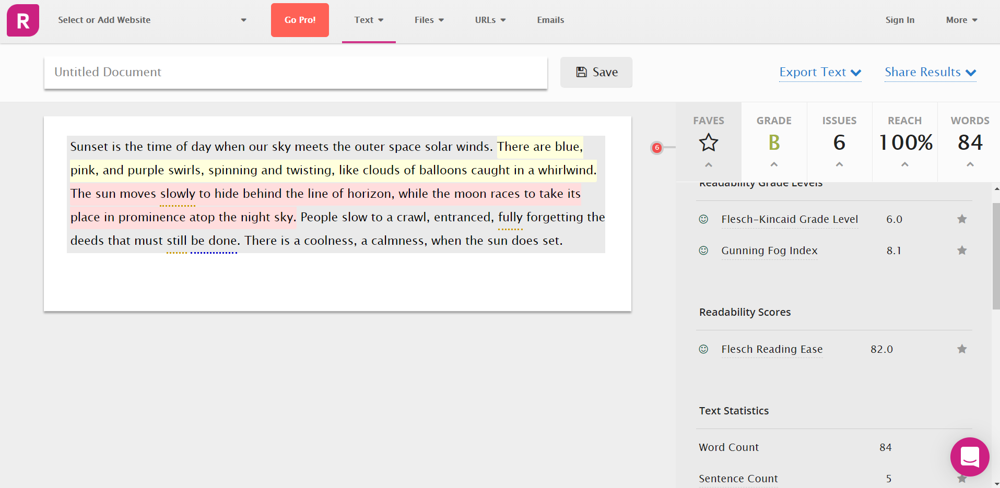 R
Select or Add Website
Go Pro!
Text
Files
URLs
Emails
Sign In
More
Untitled Document
Save
Export Text
Share Results
Sunset is the time of day when our sky meets the outer space solar winds. There are blue,
pink, and purple swirls, spinning and twisting, like clouds of balloons caught in a whirlwind.
The sun moves slowly to hide behind the line of horizon, while the moon races to take its
place in prominence atop the night sky. People slow to a crawl, entranced, fully forgetting the
deeds that must still be done. There is a coolness, a calmness, when the sun does set.
6
FAVES
GRADE
B
ISSUES
6
REACH
100%
WORDS
84
Readability Grade Levels
Flesch-Kincaid Grade Level 6.0
Gunning Fog Index 8.1
Readability Scores
Flesch Reading Ease 82.0
Text Statistics
Word Count 84
Sentence Count 5